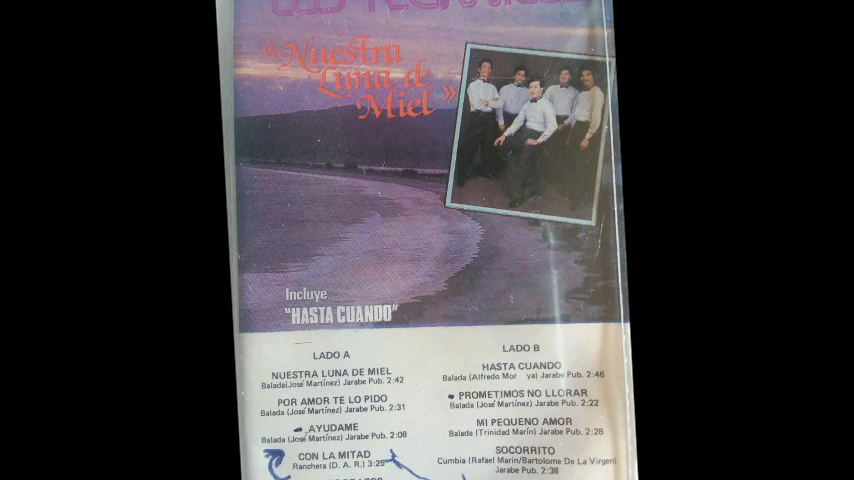 «Nuestra
Luna de
Miel»
Incluye
"HASTA CUANDO"
LADO A
NUESTRA LUNA DE MIEL
Balada(José Martínez) Jarabe Pub. 2:42
POR AMOR TE LO PIDO
Balada (José Martínez) Jarabe Pub. 2:31
AYUDAME
Balada (José Martínez) Jarabe Pub. 2:08
CON LA MITAD
Ranchera (D. A. R.) 3:25
LADO B
HASTA CUANDO
Balada (Alfredo Mor ya) Jarabe Pub. 2:46
PROMETIMOS NO LLORAR
Balada (José Martínez) Jarabe Pub. 2:22
MI PEQUENO AMOR
Balada (Trinidad Marín) Jarabe Pub. 2:28
SOCORRITO
Cumbia (Rafael Marín/Bartolome De La Virgen)
Jarabe Pub. 2:38